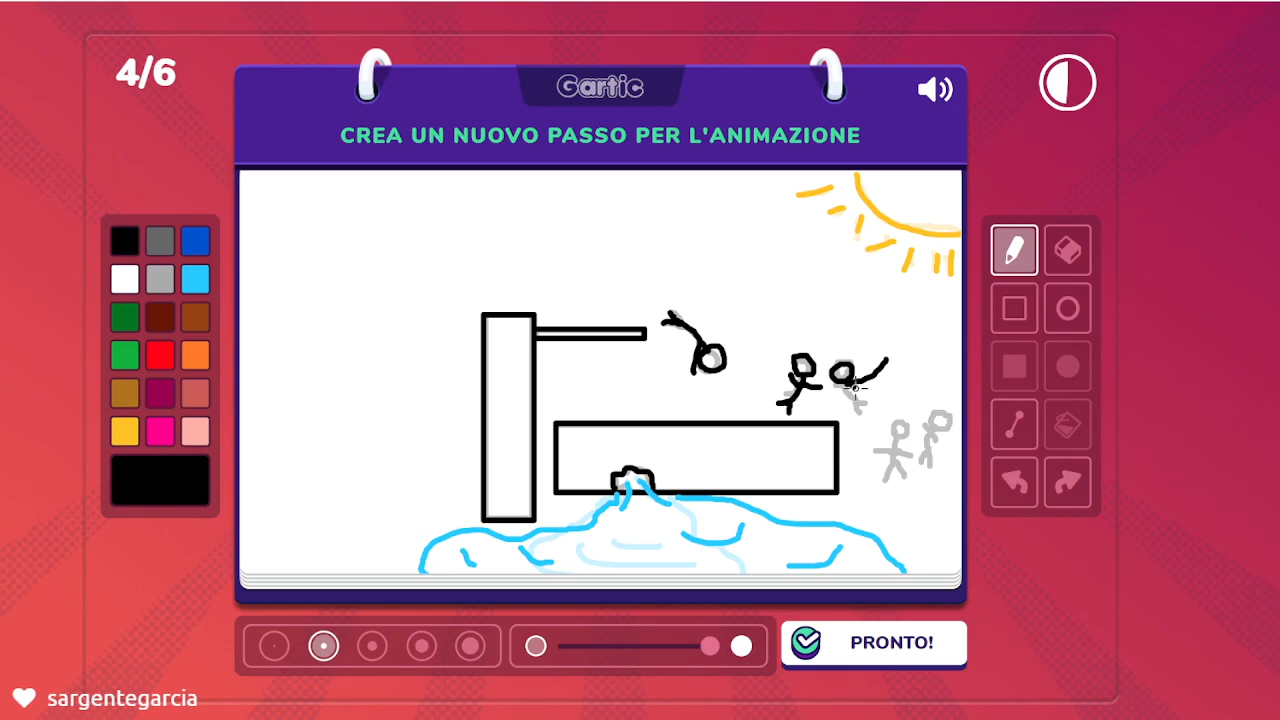 4/6
Gartic
CREA UN NUOVO PASSO PER L'ANIMAZIONE
PRONTO!
sargentegarcia